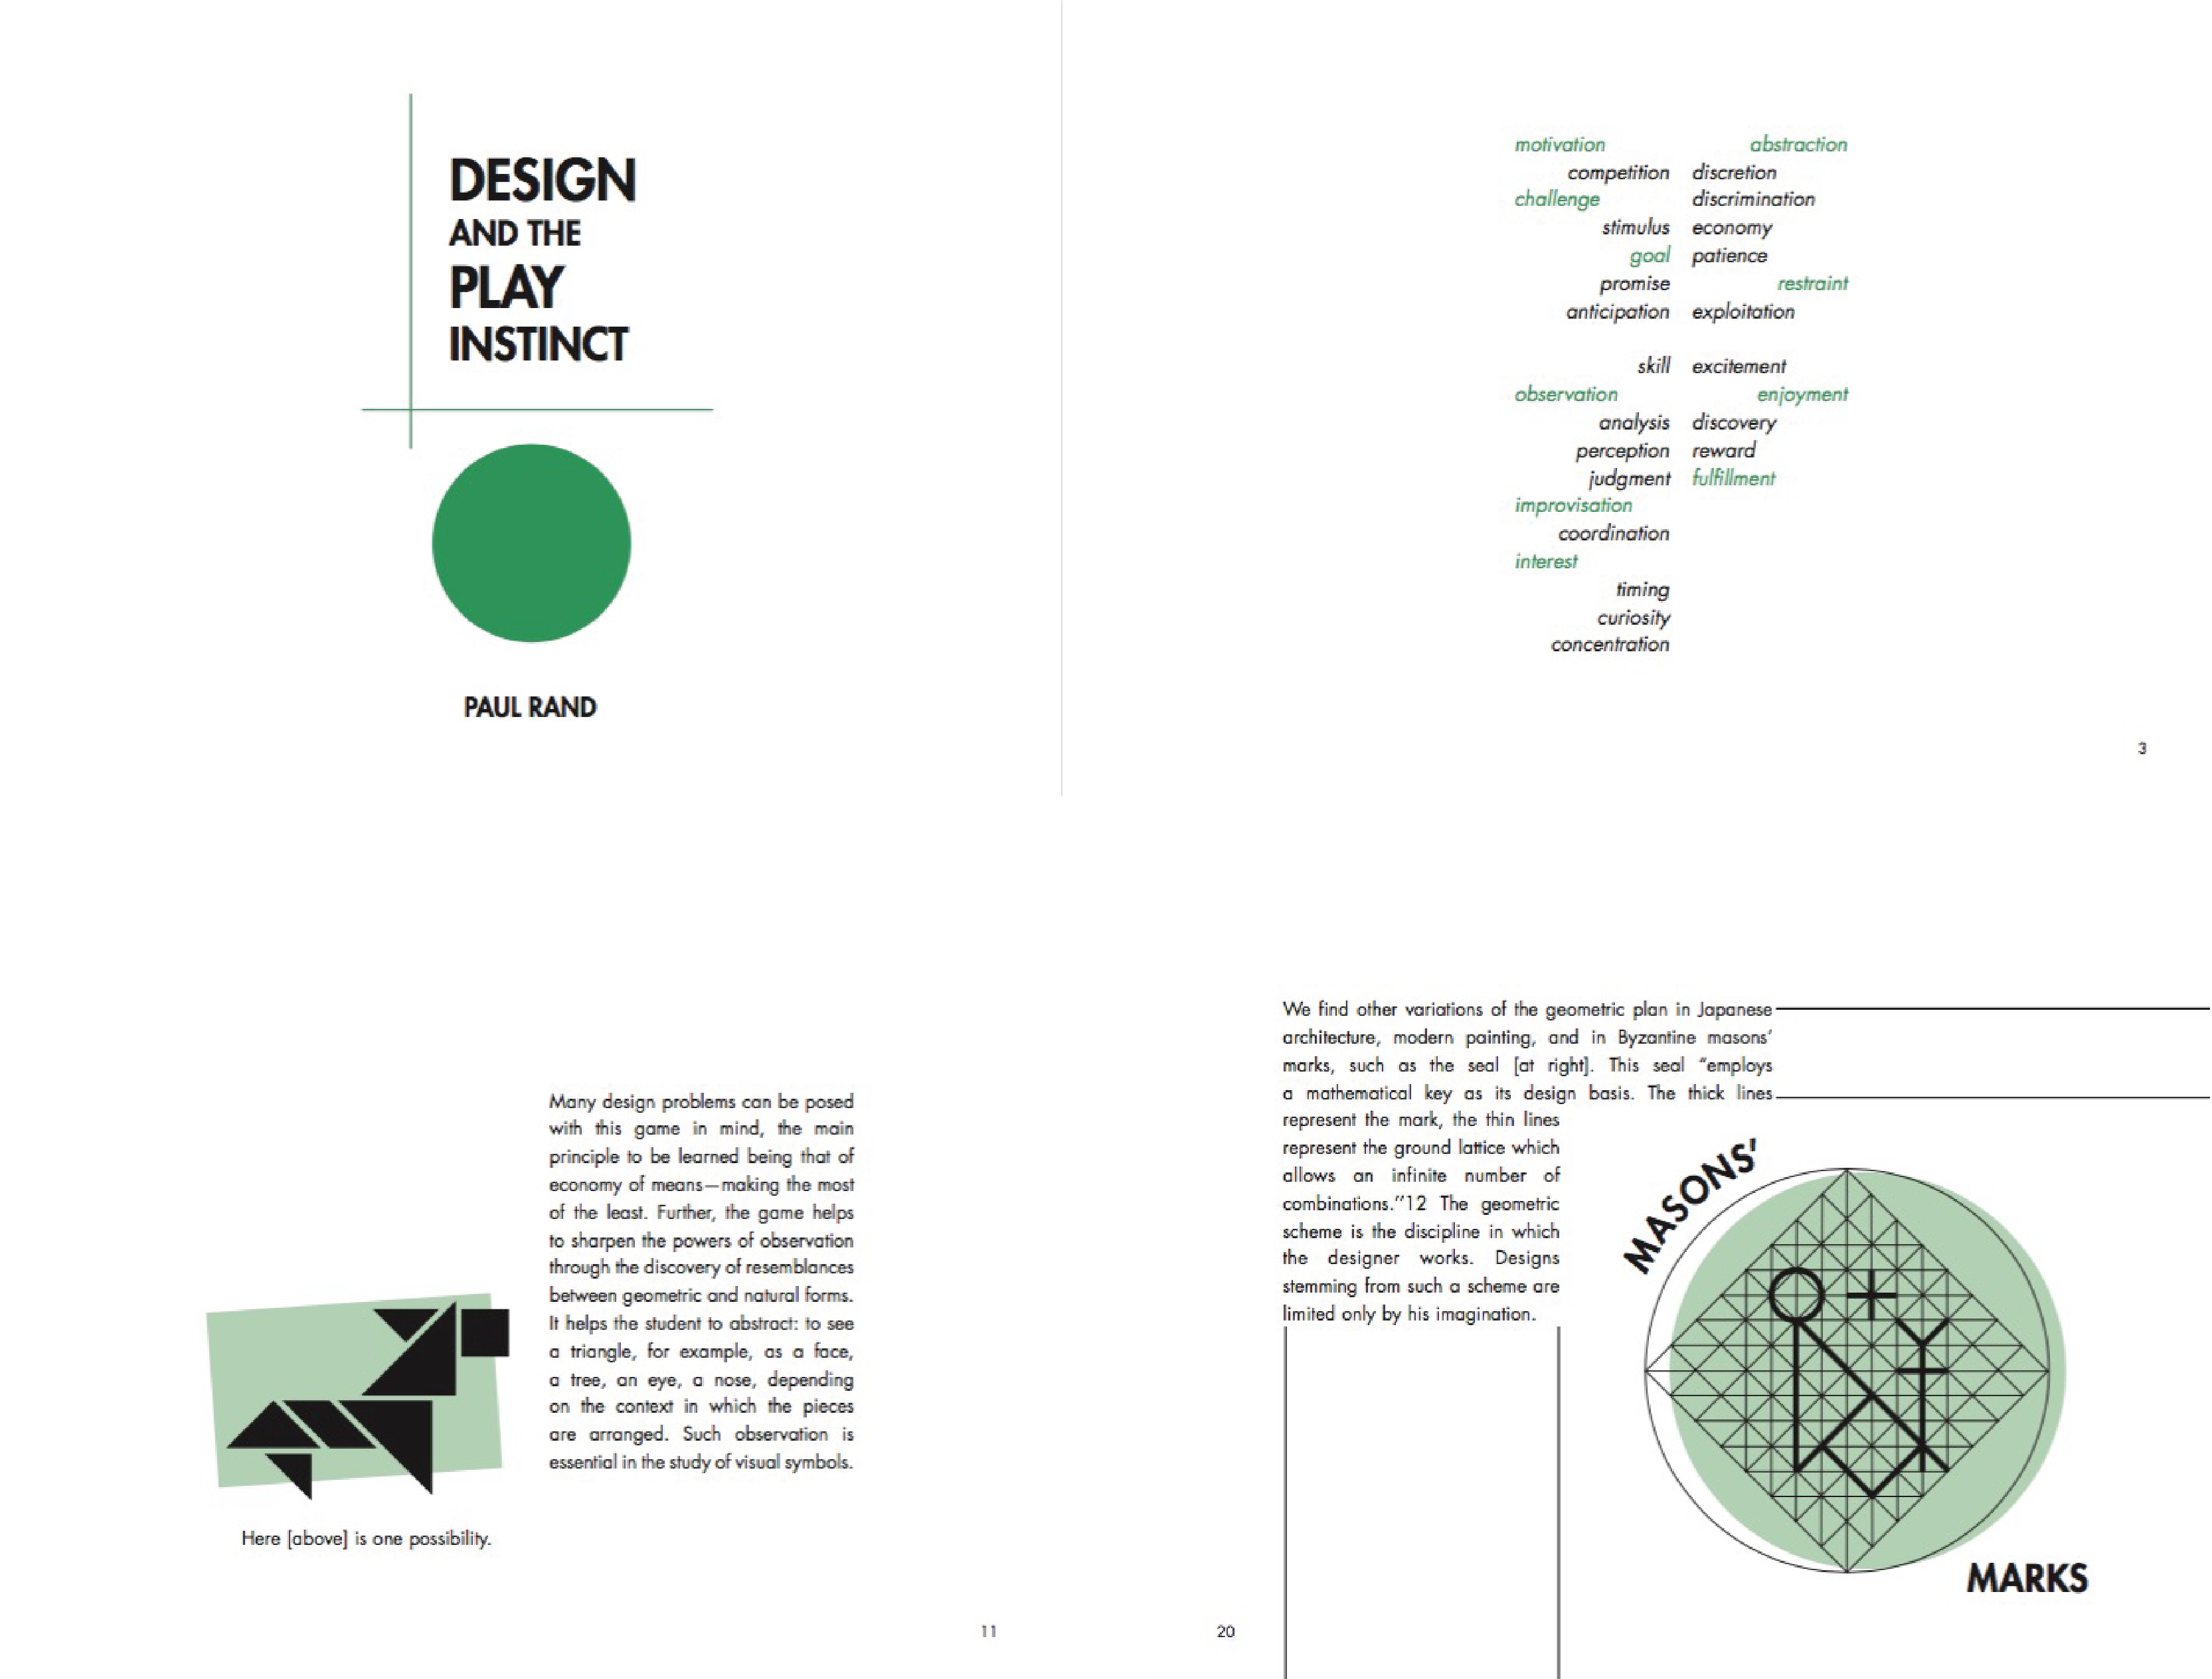 DESIGN
AND THE
PLAY
INSTINCT
PAUL RAND
motivation abstraction
competition discretion
challenge discrimination
stimulus economy
goal patience
promise restraint
anticipation exploitation
skill excitement
observation enjoyment
analysis discovery
perception reward
judgment fulfillment
improvisation
coordination
interest
timing
curiosity
concentration
3
Many design problems can be posed
with this game in mind, the main
principle to be learned being that of
economy of means—making the most
of the least. Further, the game helps
to sharpen the powers of observation
through the discovery of resemblances
between geometric and natural forms.
It helps the student to abstract: to see
a triangle, for example, as a face,
a tree, an eye, a nose, depending
on the context in which the pieces
are arranged. Such observation is
essential in the study of visual symbols.
Here [above] is one possibility.
11
We find other variations of the geometric plan in Japanese
architecture, modern painting, and in Byzantine masons’
marks, such as the seal [at right]. This seal “employs
a mathematical key as its design basis. The thick lines
represent the mark, the thin lines
represent the ground lattice which
allows an infinite number of
combinations.”12 The geometric
scheme is the discipline in which
the designer works. Designs
stemming from such a scheme are
limited only by his imagination.
MASONS’
MARKS
20